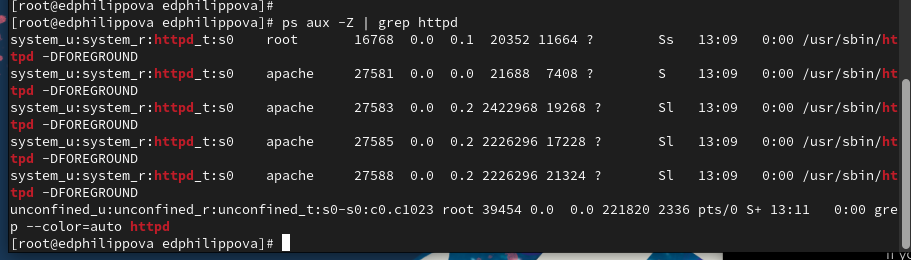 [root@edphilippova edphilippova]#
[root@edphilippova edphilippova]# ps aux -Z | grep httpd
system_u:system_r:httpd_t:s0    root       16768  0.0  0.1  20352 11664 ?        Ss   13:09   0:00 /usr/sbin/ht
tpd -DFOREGROUND
system_u:system_r:httpd_t:s0    apache     27581  0.0  0.0  21688  7408 ?        S    13:09   0:00 /usr/sbin/ht
tpd -DFOREGROUND
system_u:system_r:httpd_t:s0    apache     27583  0.0  0.2 2422968 19268 ?       Sl   13:09   0:00 /usr/sbin/ht
tpd -DFOREGROUND
system_u:system_r:httpd_t:s0    apache     27585  0.0  0.2 2226296 17228 ?       Sl   13:09   0:00 /usr/sbin/ht
tpd -DFOREGROUND
system_u:system_r:httpd_t:s0    apache     27588  0.0  0.2 2226296 21324 ?       Sl   13:09   0:00 /usr/sbin/ht
tpd -DFOREGROUND
unconfined_u:unconfined_r:unconfined_t:s0-s0:c0.c1023 root 39454 0.0  0.0 221820 2336 pts/0 S+ 13:11   0:00 gre
p --color=auto httpd
[root@edphilippova edphilippova]#